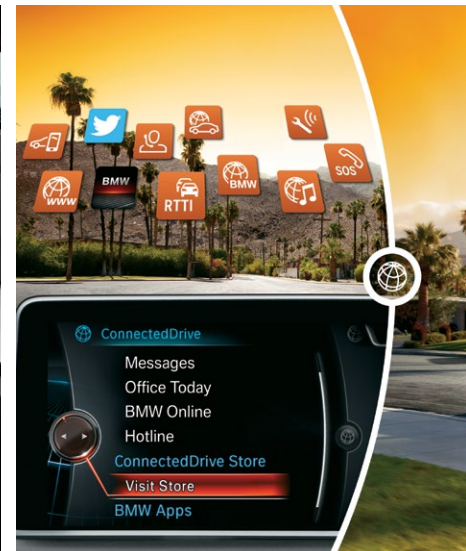 SOS
WWW
BMW
RTTI
BMW
ConnectedDrive
Messages
Office Today
BMW Online
Hotline
ConnectedDrive Store
Visit Store
BMW Apps